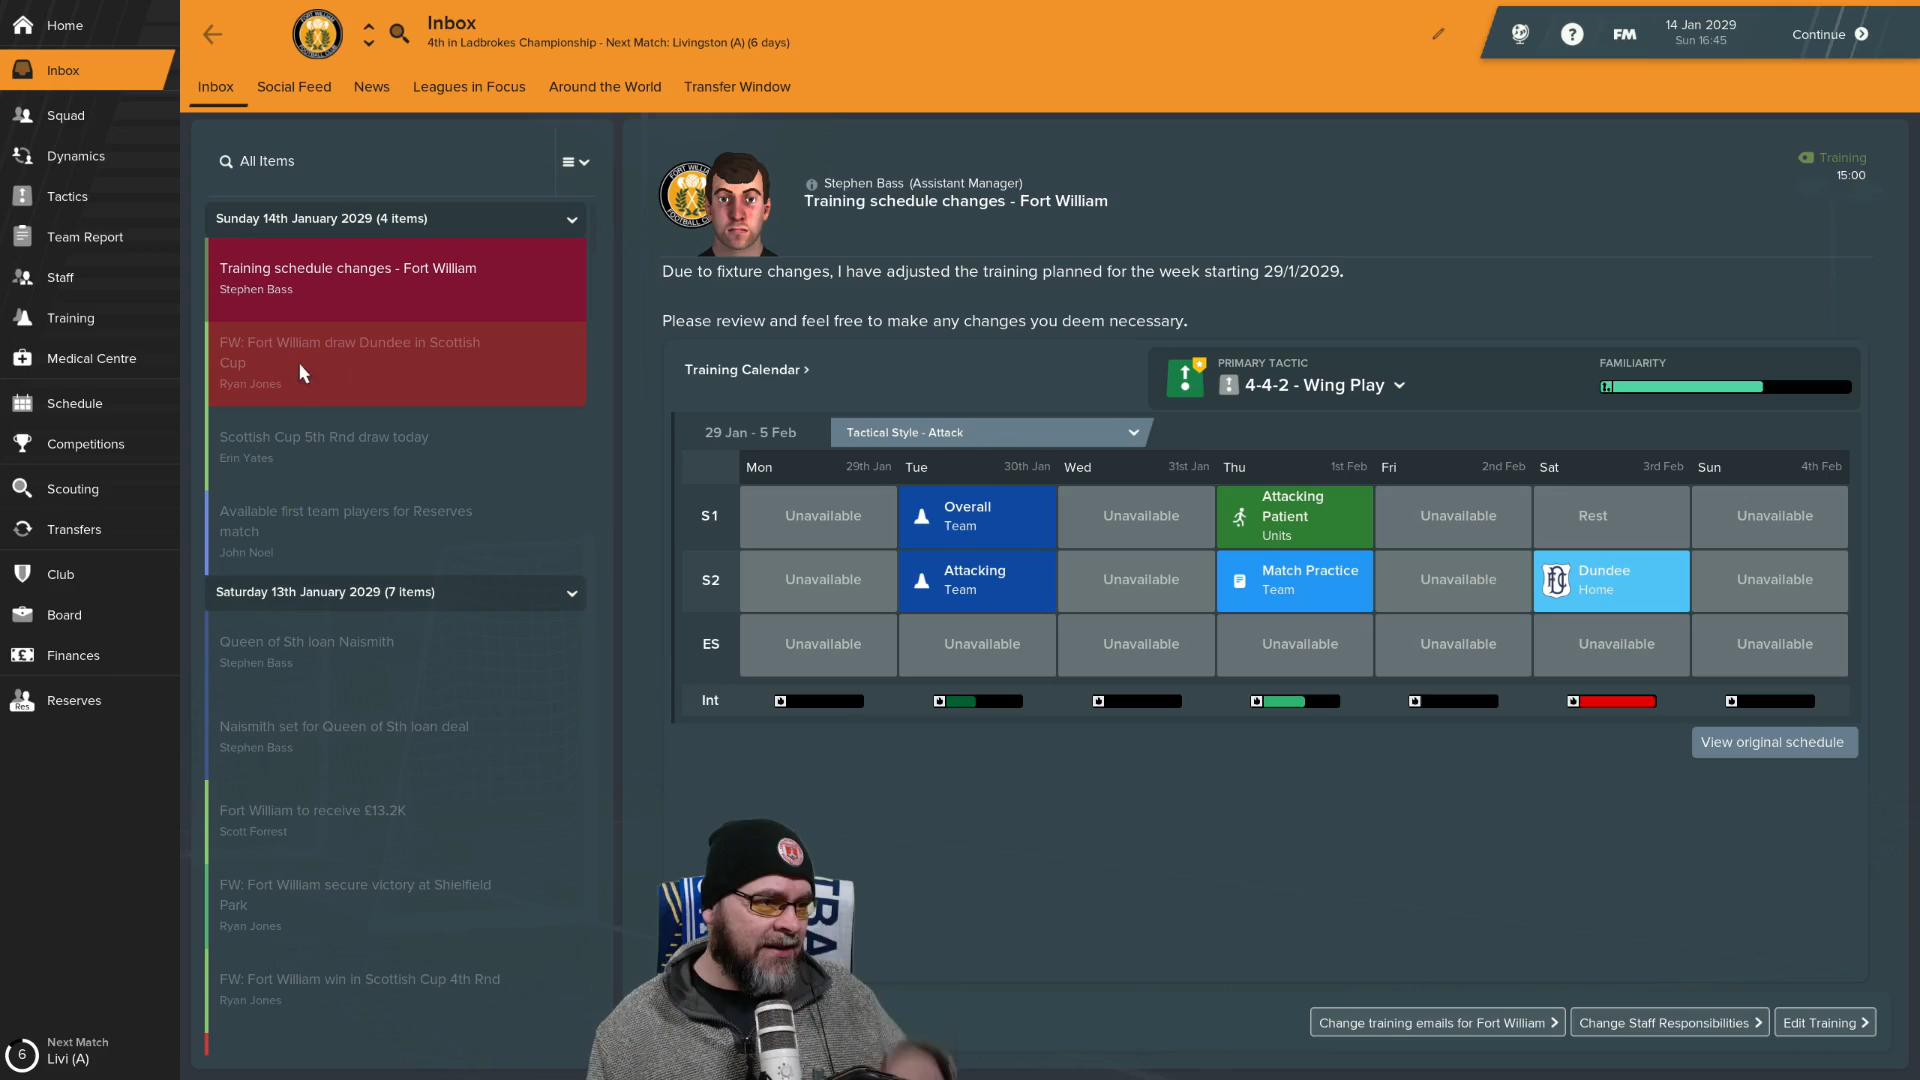 Home
Inbox
Squad
Dynamics
Tactics
Team Report
Staff
Training
Medical Centre
Schedule
Competitions
Scouting
Transfers
Club
Board
Finances
Res
Reserves
6
Next Match
Livi (A)
Inbox
4th in Ladbrokes Championship - Next Match: Livingston (A) (6 days)
?
FM
14 Jan 2029
Sun 16:45
Continue
Inbox
Social Feed
News
Leagues in Focus
Around the World
Transfer Window
All Items
Sunday 14th January 2029 (4 items)
Training schedule changes - Fort William
Stephen Bass
FW: Fort William draw Dundee in Scottish
Cup
Ryan Jones
Scottish Cup 5th Rnd draw today
Erin Yates
Available first team players for Reserves
match
John Noel
Saturday 13th January 2029 (7 items)
Queen of Sth loan Naismith
Stephen Bass
Naismith set for Queen of Sth loan deal
Stephen Bass
Fort William to receive £13.2K
Scott Forrest
FW: Fort William secure victory at Shielfield
Park
Ryan Jones
FW: Fort William win in Scottish Cup 4th Rnd
Ryan Jones
Stephen Bass (Assistant Manager)
Training schedule changes - Fort William
Training
15:00
Due to fixture changes, I have adjusted the training planned for the week starting 29/1/2029.
Please review and feel free to make any changes you deem necessary.
Training Calendar >
PRIMARY TACTIC
4-4-2 - Wing Play
FAMILIARITY
29 Jan - 5 Feb
Tactical Style - Attack
Mon 29th Jan Tue 30th Jan Wed 31st Jan Thu 1st Feb Fri 2nd Feb Sat 3rd Feb Sun 4th Feb
S1 Unavailable Overall Team Unavailable Attacking Patient Units Unavailable Rest Unavailable
S2 Unavailable Attacking Team Unavailable Match Practice Team Unavailable Dundee Home Unavailable
ES Unavailable Unavailable Unavailable Unavailable Unavailable Unavailable Unavailable
Int
View original schedule
Change training emails for Fort William >
Change Staff Responsibilities >
Edit Training >